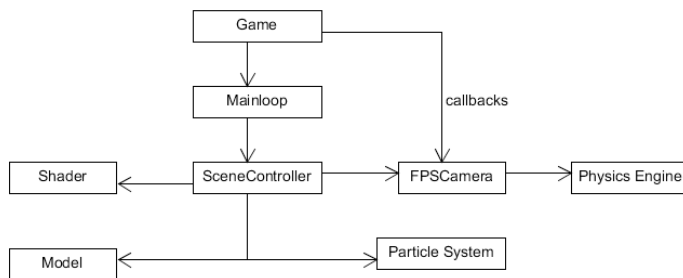 Game
Mainloop
callbacks
Shader
SceneController
FPSCamera
Physics Engine
Model
Particle System